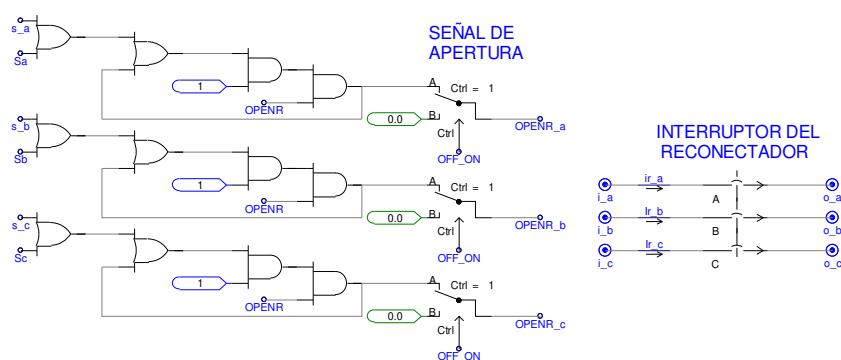 SEÑAL DE
APERTURA
s_a
Sa
1
OPENR
A
Ctrl = 1
B
0.0
Ctrl
OFF_ON
OPENR_a
s_b
Sb
1
OPENR
A
Ctrl = 1
B
0.0
Ctrl
OFF_ON
OPENR_b
s_c
Sc
1
OPENR
A
Ctrl = 1
B
0.0
Ctrl
OFF_ON
OPENR_c
INTERRUPTOR DEL
RECONECTADOR
i_a
ir_a
A
o_a
i_b
Ir_b
B
o_b
i_c
Ir_c
C
o_c